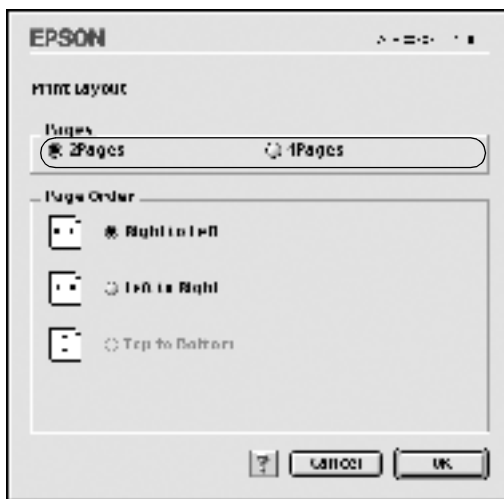 EPSON
Print Layout
Pages
2Pages 4Pages
Page Order
Right to Left
Left to Right
Top to Bottom
? Cancel OK